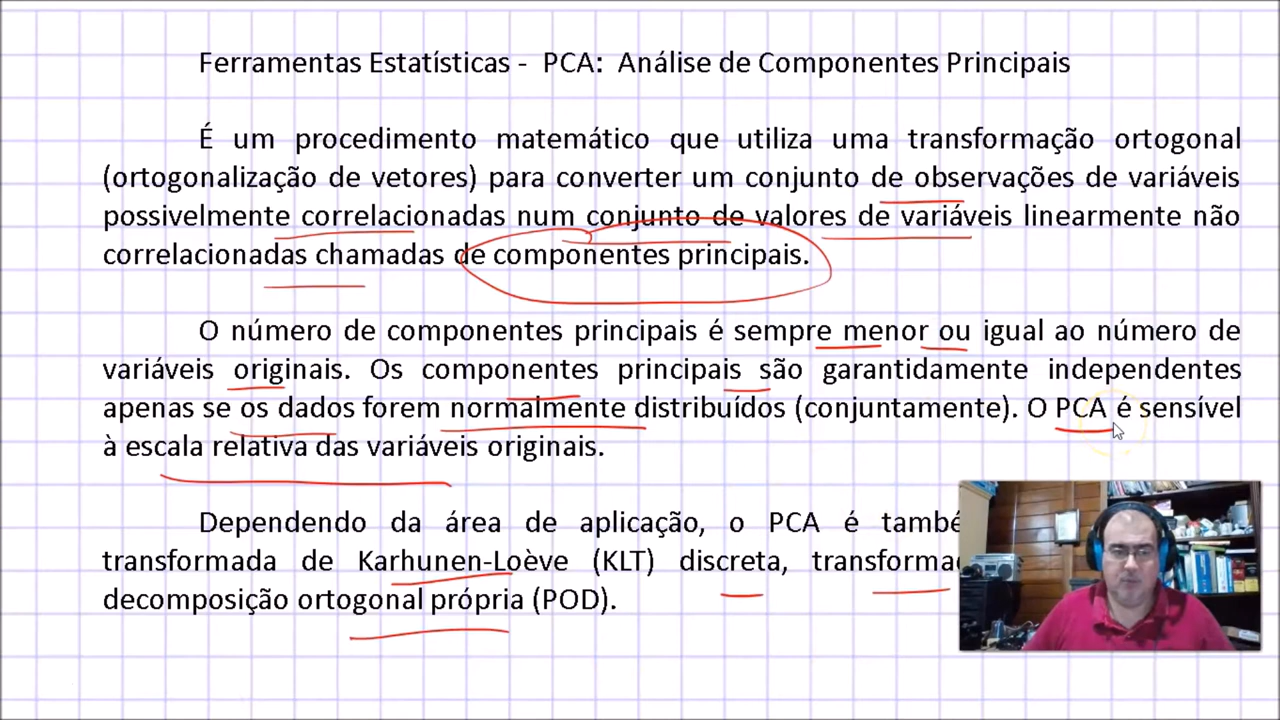 Ferramentas Estatísticas - PCA: Análise de Componentes Principais
É um procedimento matemático que utiliza uma transformação ortogonal
(ortogonalização de vetores) para converter um conjunto de observações de variáveis
possivelmente correlacionadas num conjunto de valores de variáveis linearmente não
correlacionadas chamadas de componentes principais.
O número de componentes principais é sempre menor ou igual ao número de
variáveis originais. Os componentes principais são garantidamente independentes
apenas se os dados forem normalmente distribuídos (conjuntamente). O PCA é sensível
à escala relativa das variáveis originais.
Dependendo da área de aplicação, o PCA é
transformada de Karhunen-Loève (KLT) discreta,
decomposição ortogonal própria (POD).